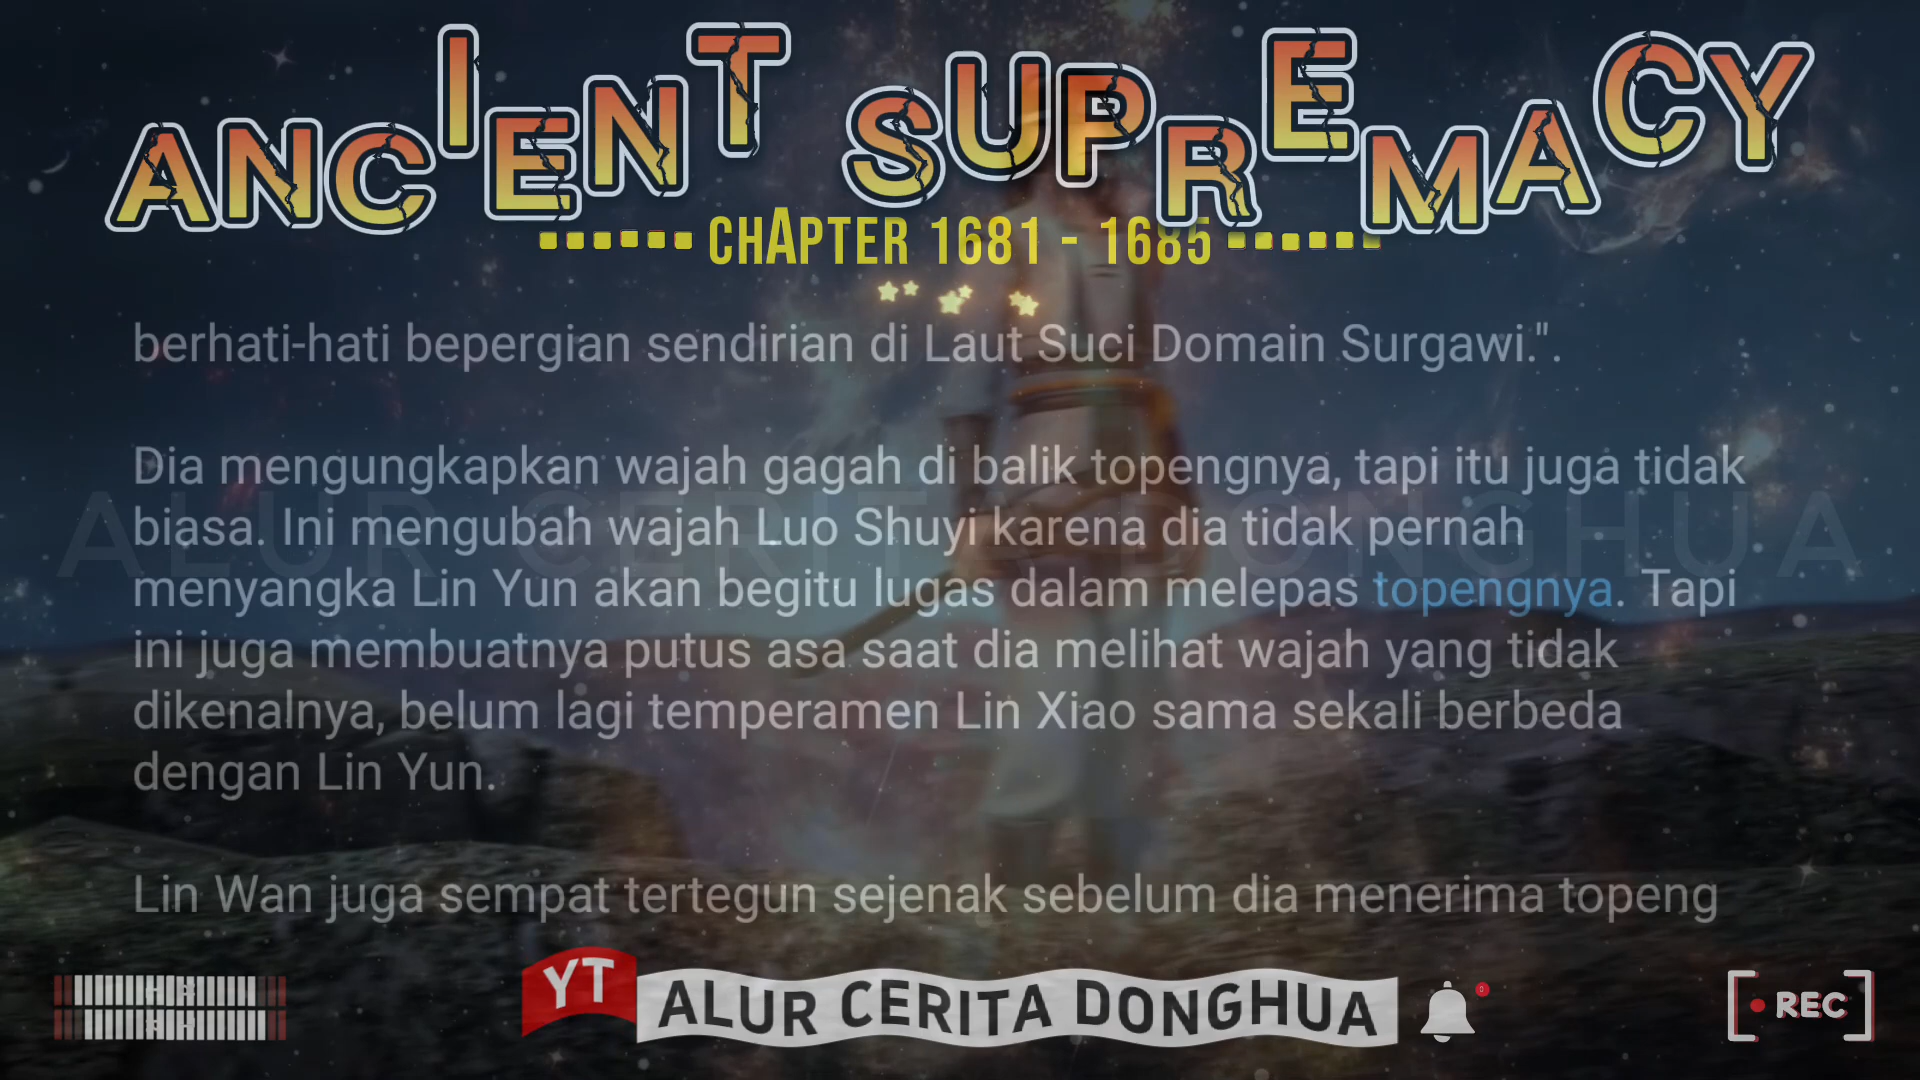 ANCIENT SUPREMACY
CHAPTER 1681 - 1685
berhati-hati bepergian sendirian di Laut Suci Domain Surgawi.".
Dia mengungkapkan wajah gagah di balik topengnya, tapi itu juga tidak
biasa. Ini mengubah wajah Luo Shuyi karena dia tidak pernah
menyangka Lin Yun akan begitu lugas dalam melepas topengnya. Tapi
ini juga membuatnya putus asa saat dia melihat wajah yang tidak
dikenalnya, belum lagi temperamen Lin Xiao sama sekali berbeda
dengan Lin Yun.
Lin Wan juga sempat tertegun sejenak sebelum dia menerima topeng
ALUR CERITA DONGHUA
YT ALUR CERITA DONGHUA
REC